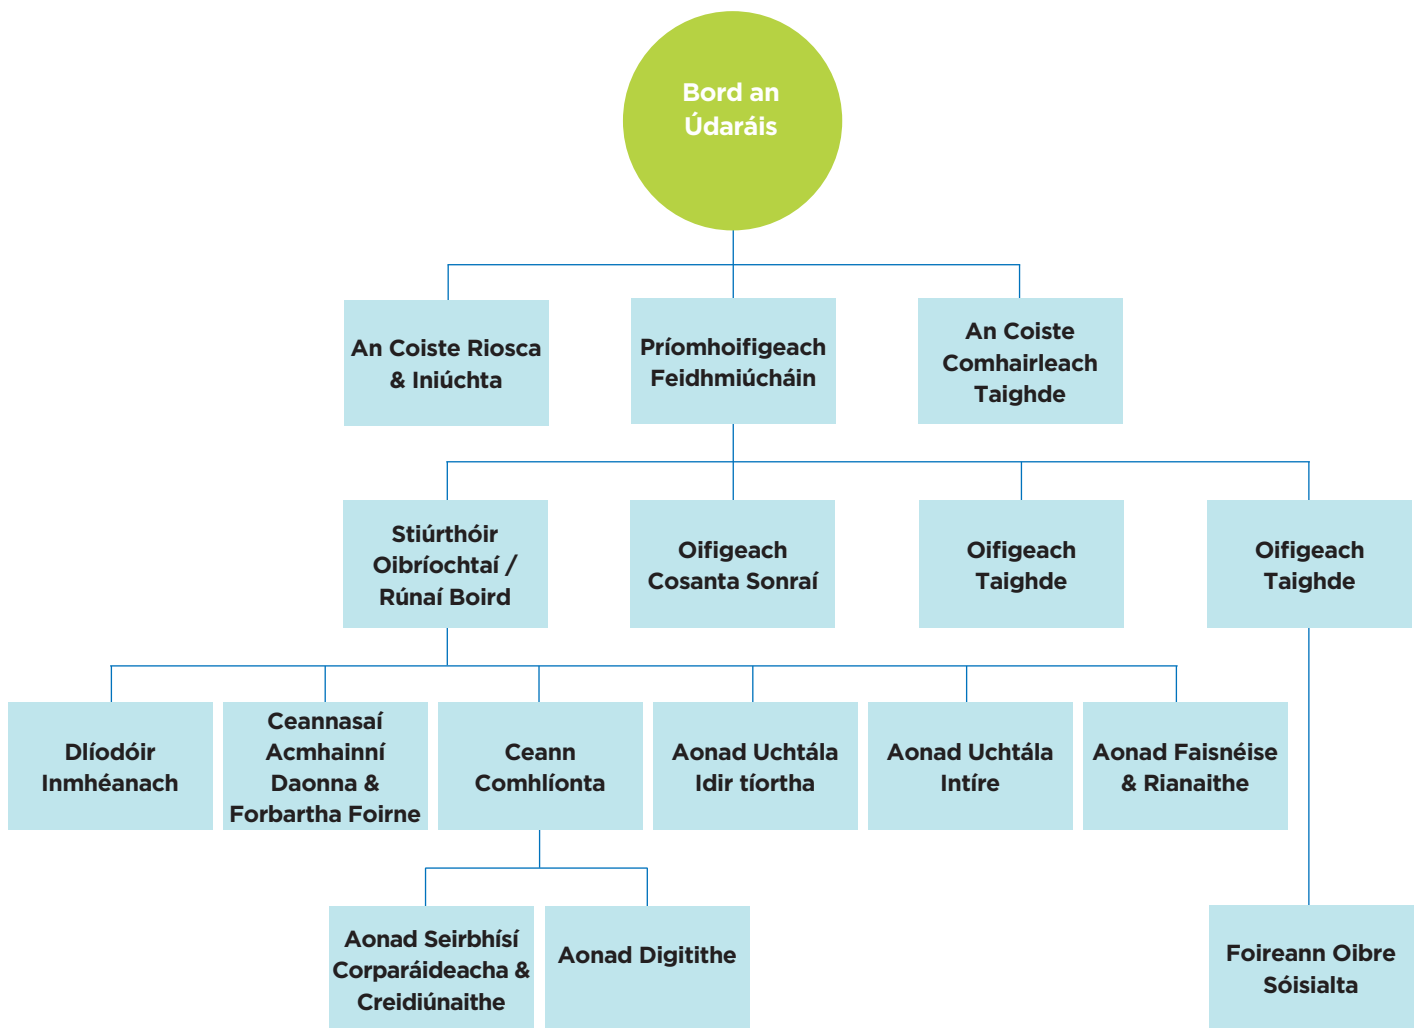 Bord an
Údaráis
An Coiste Riosca
& Iniúchta
Príomhoifigeach
Feidhmiúcháin
An Coiste
Comhairleach
Taighde
Stiúrthóir
Oibríochtaí /
Rúnaí Boird
Oifigeach
Cosanta Sonraí
Oifigeach
Taighde
Oifigeach
Taighde
Dlíodóir
Inmhéanach
Ceannasaí
Acmhainní
Daonna &
Forbartha Foirne
Ceann
Comhlíonta
Aonad Uchtála
Idir tíortha
Aonad Uchtála
Intíre
Aonad Faisnéise
& Rianaithe
Aonad Seirbhísí
Corparáideacha &
Creidiúnaithe
Aonad Digitithe
Foireann Oibre
Sóisialta